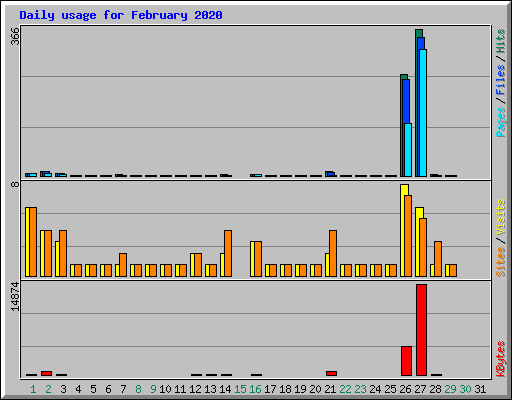 Daily usage for February 2020
366
Pages / Files / Hits
8
Sites / Visits
14874
KBytes
1 2 3 4 5 6 7 8 9 10 11 12 13 14 15 16 17 18 19 20 21 22 23 24 25 26 27 28 29 30 31